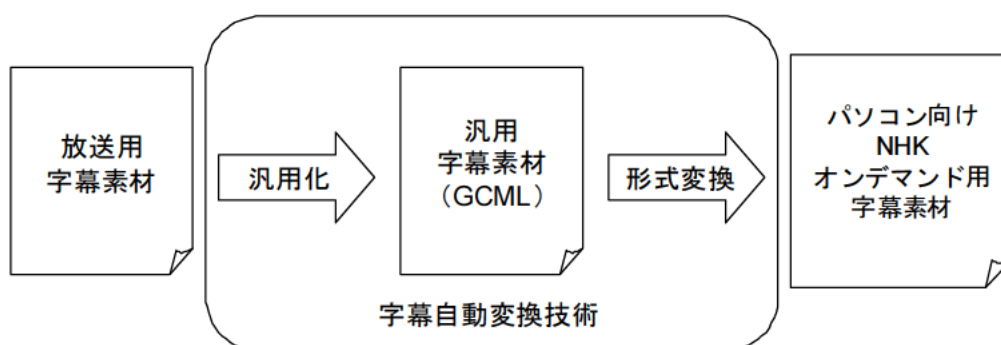 放送用
字幕素材
汎用化
汎用
字幕素材
（GCML）
形式変換
パソコン向け
NHK
オンデマンド用
字幕素材
字幕自動変換技術